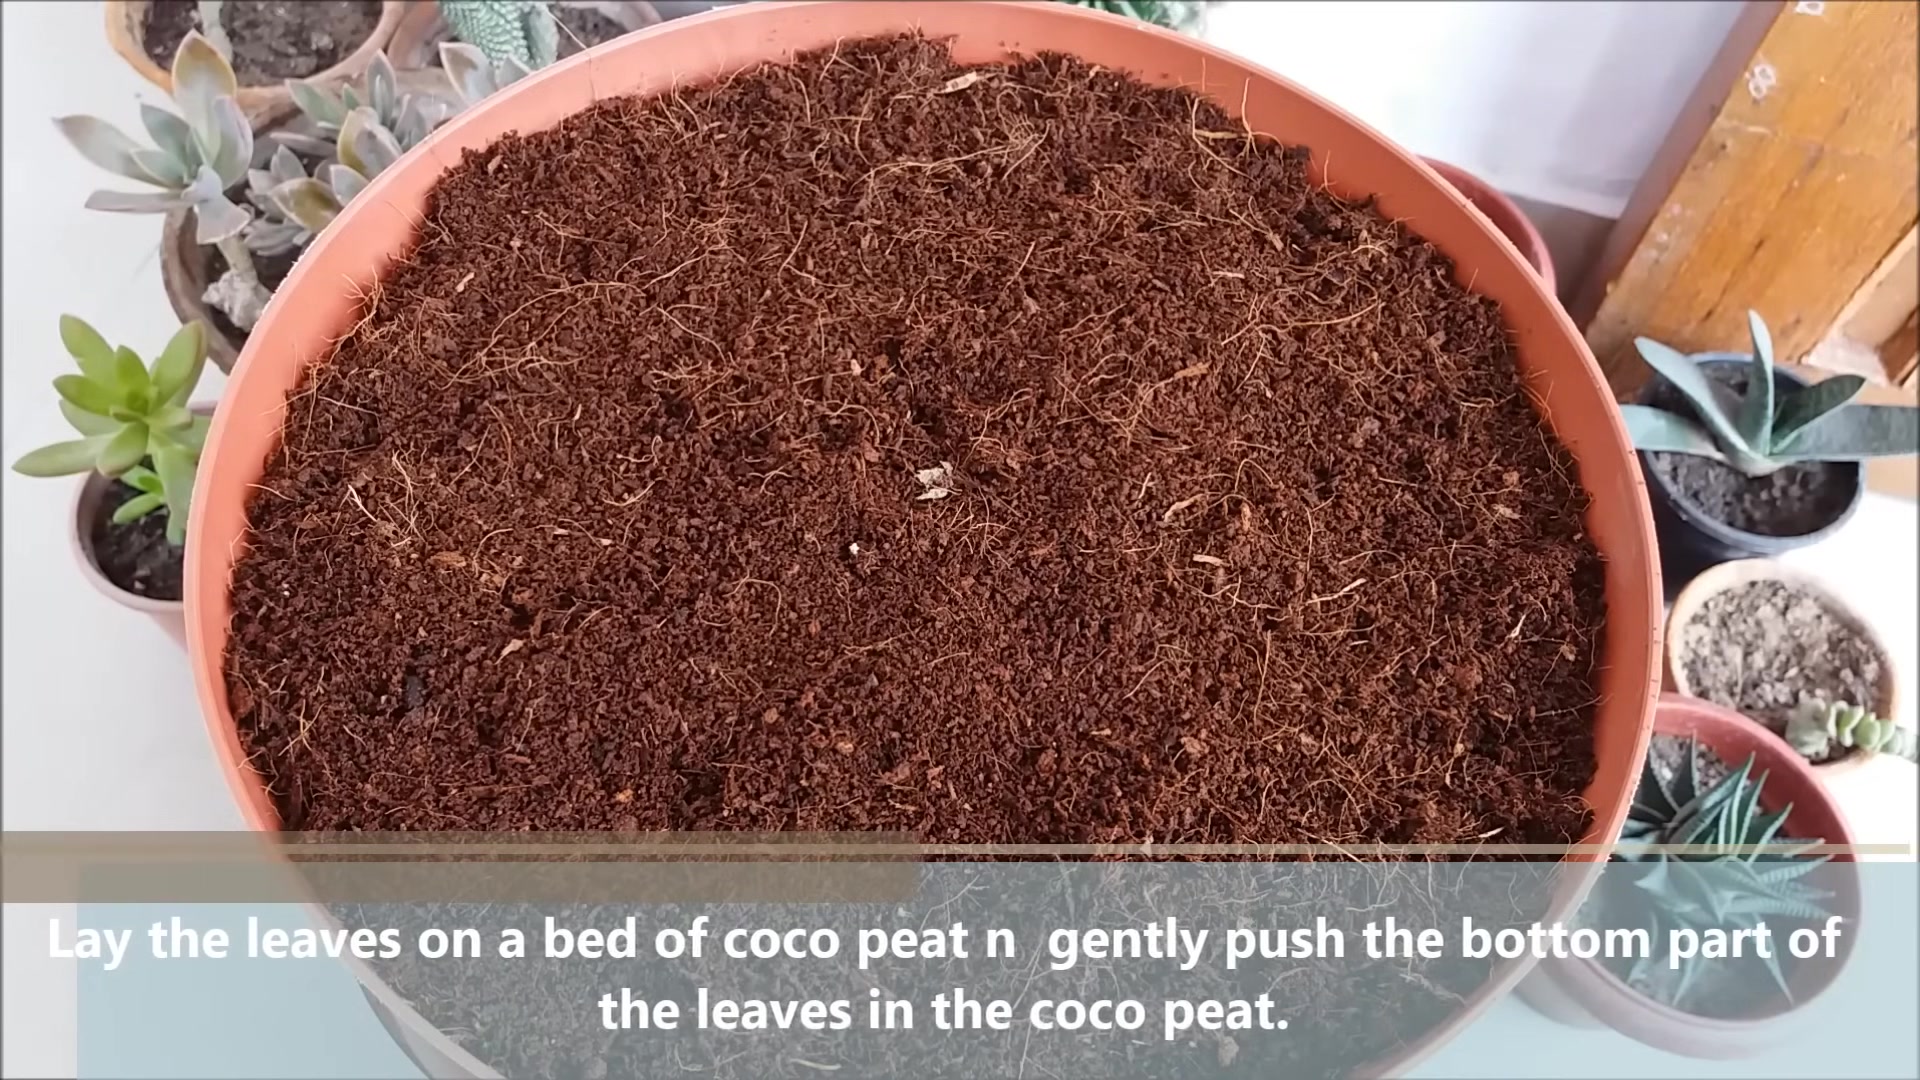 Lay the leaves on a bed of coco peat n  gently push the bottom part of
the leaves in the coco peat.